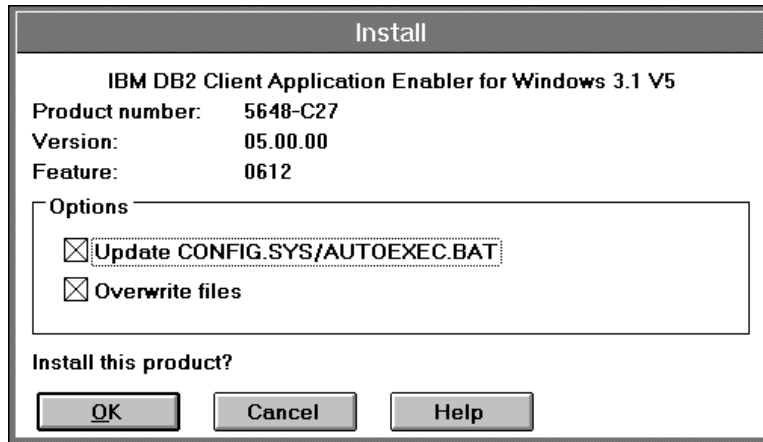 Install
IBM DB2 Client Application Enabler for Windows 3.1 V5
Product number: 5648-C27
Version: 05.00.00
Feature: 0612
Options
Update CONFIG.SYS/AUTOEXEC.BAT
Overwrite files
Install this product?
OK Cancel Help